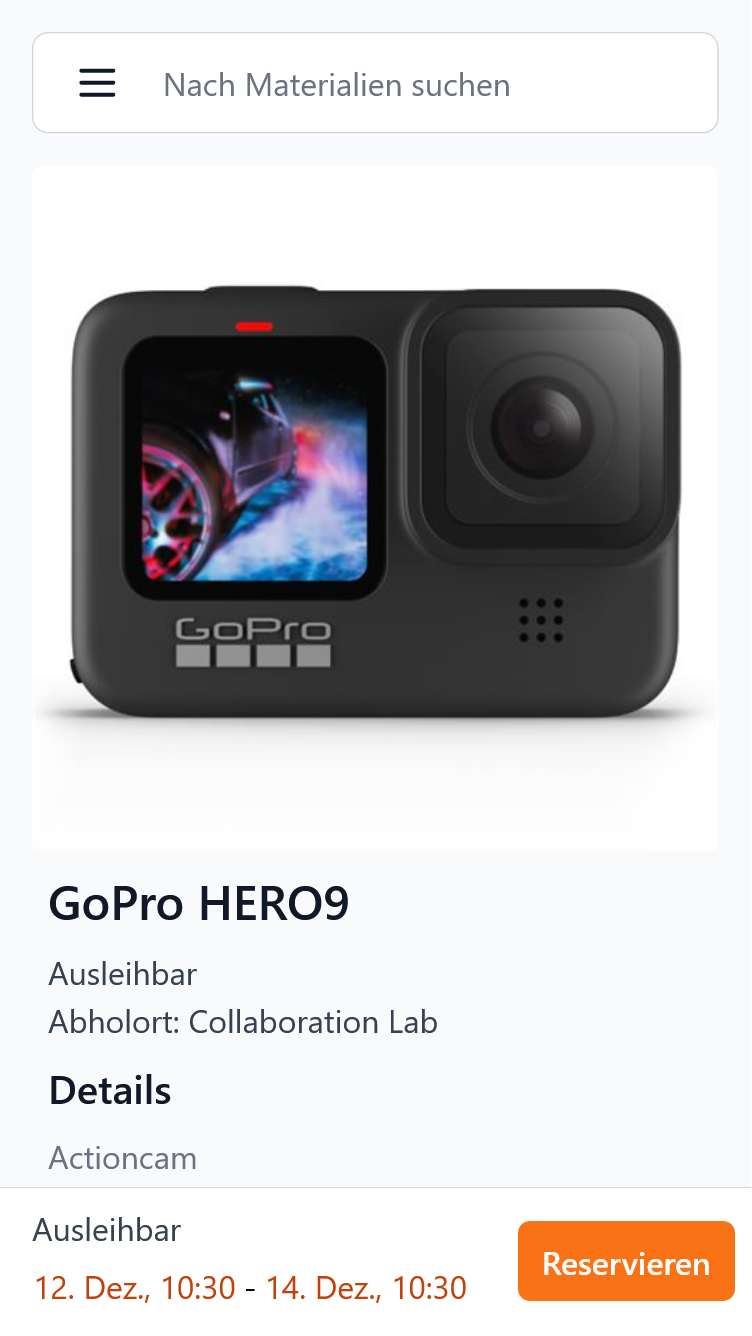 Nach Materialien suchen
GoPro
GoPro HERO9
Ausleihbar
Abholort: Collaboration Lab
Details
Actioncam
Ausleihbar
12. Dez., 10:30 - 14. Dez., 10:30
Reservieren